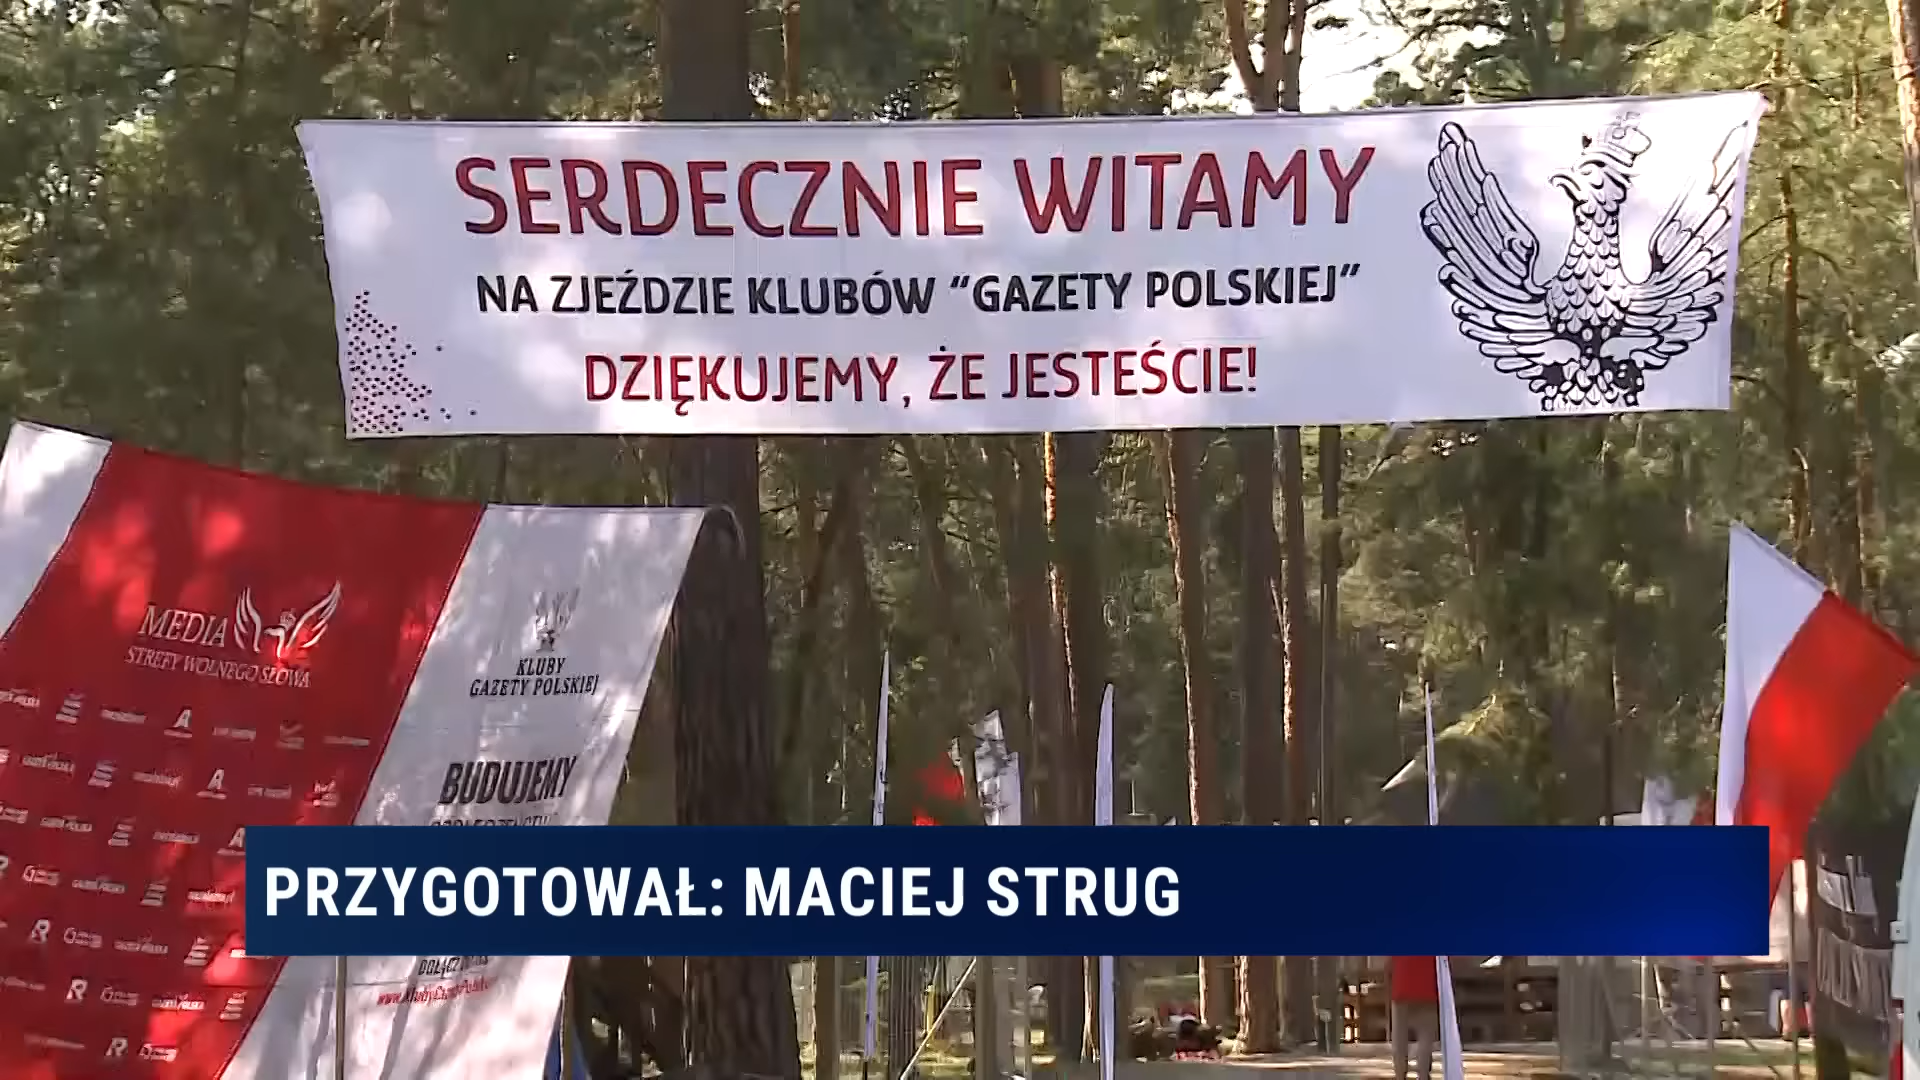 SERDECZNIE WITAMY
NA ZJEŹDZIE KLUBÓW "GAZETY POLSKIEJ"
DZIĘKUJEMY, ŻE JESTEŚCIE!
MEDIA
STREFY WOLNEGO SŁOWA
KLUBY
GAZETY POLSKIEJ
BUDUJEMY
PRZYGOTOWAŁ: MACIEJ STRUG